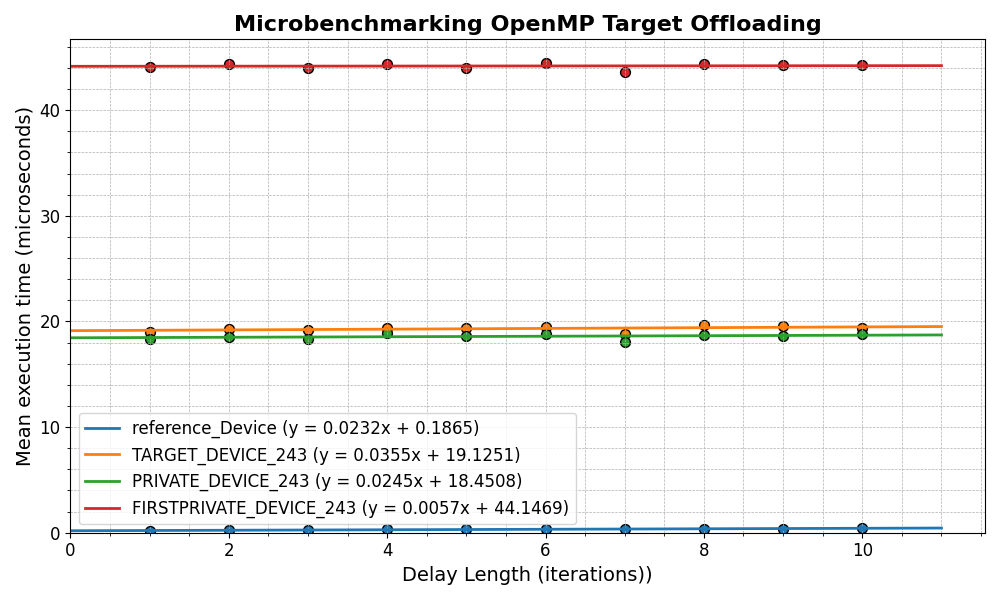 Microbenchmarking OpenMP Target Offloading
Mean execution time (microseconds)
40
30
20
10
0
reference_Device (y = 0.0232x + 0.1865)
TARGET_DEVICE_243 (y = 0.0355x + 19.1251)
PRIVATE_DEVICE_243 (y = 0.0245x + 18.4508)
FIRSTPRIVATE_DEVICE_243 (y = 0.0057x + 44.1469)
0 2 4 6 8 10
Delay Length (iterations))